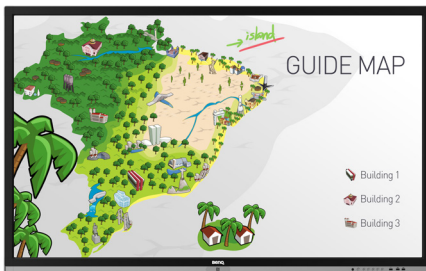 island
GUIDE MAP
Building 1
Building 2
Building 3
BenQ